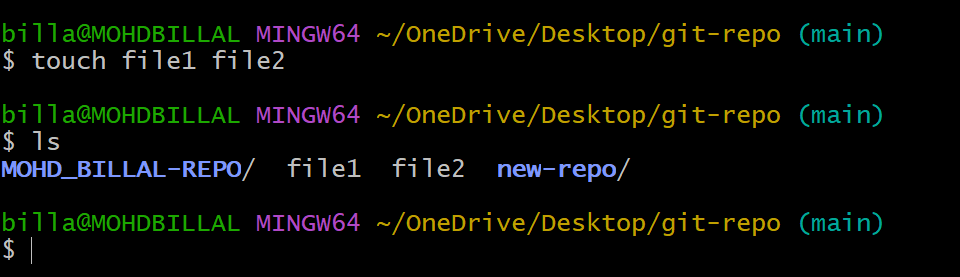 billa@MOHDBILLAL MINGW64 ~/OneDrive/Desktop/git-repo (main)
$ touch file1 file2
billa@MOHDBILLAL MINGW64 ~/OneDrive/Desktop/git-repo (main)
$ ls
MOHD_BILLAL-REPO/  file1  file2  new-repo/
billa@MOHDBILLAL MINGW64 ~/OneDrive/Desktop/git-repo (main)
$